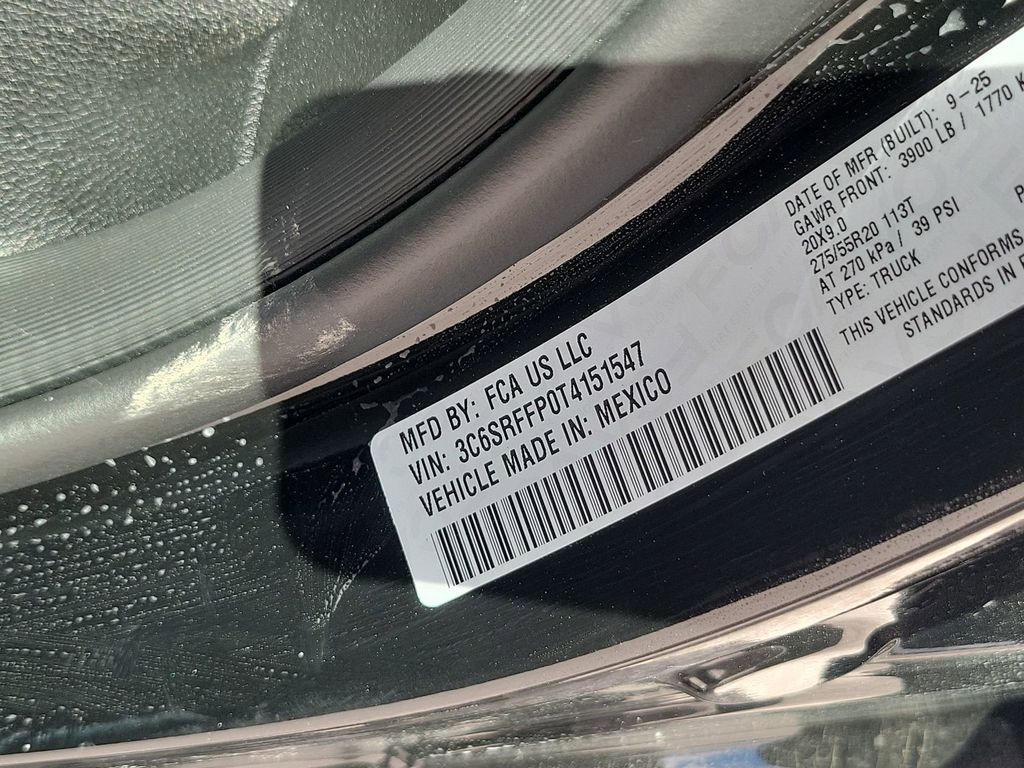 MFD BY: FCA US LLC
VIN: 3C6SRFFP0T4151547
VEHICLE MADE IN: MEXICO
DATE OF MFR (BUILT): 9-25
GAWR FRONT: 3900 LB / 1770 K
20X9.0
275/55R20 113T
AT 270 kPa / 39 PSI
TYPE: TRUCK
THIS VEHICLE CONFORMS
STANDARDS IN